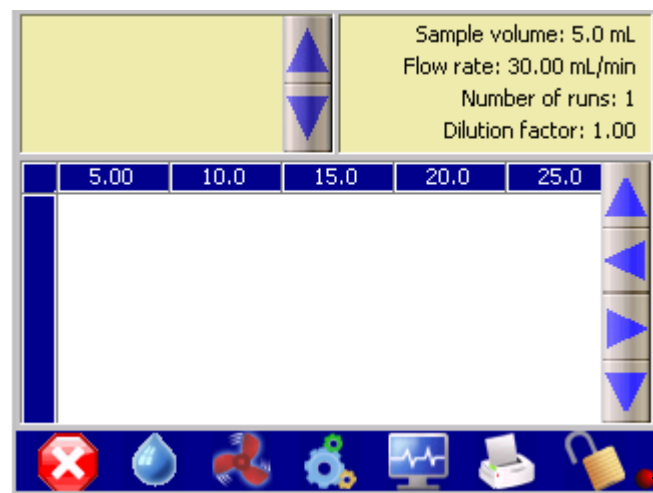 Sample volume: 5.0 mL
Flow rate: 30.00 mL/min
Number of runs: 1
Dilution factor: 1.00
5.00 10.0 15.0 20.0 25.0